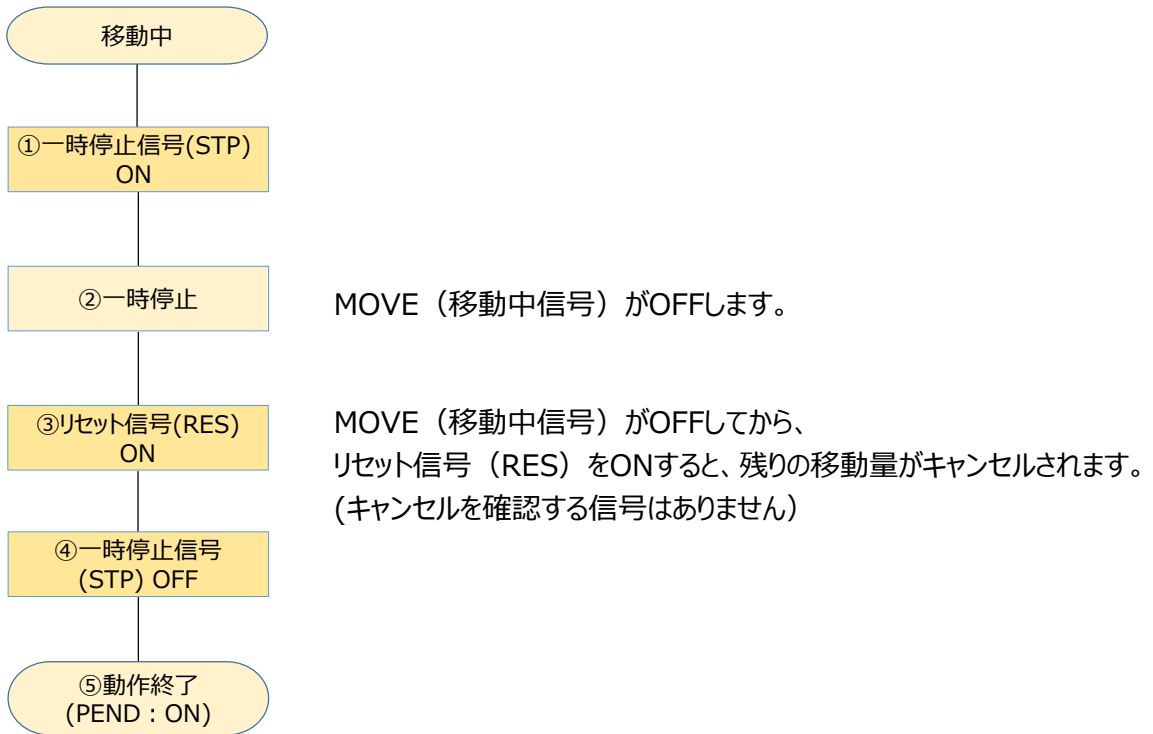 移動中
①一時停止信号(STP)
ON
②一時停止
MOVE（移動中信号）がOFFします。
③リセット信号(RES)
ON
MOVE（移動中信号）がOFFしてから、
リセット信号（RES）をONすると、残りの移動量がキャンセルされます。
(キャンセルを確認する信号はありません）
④一時停止信号
(STP) OFF
⑤動作終了
(PEND：ON)